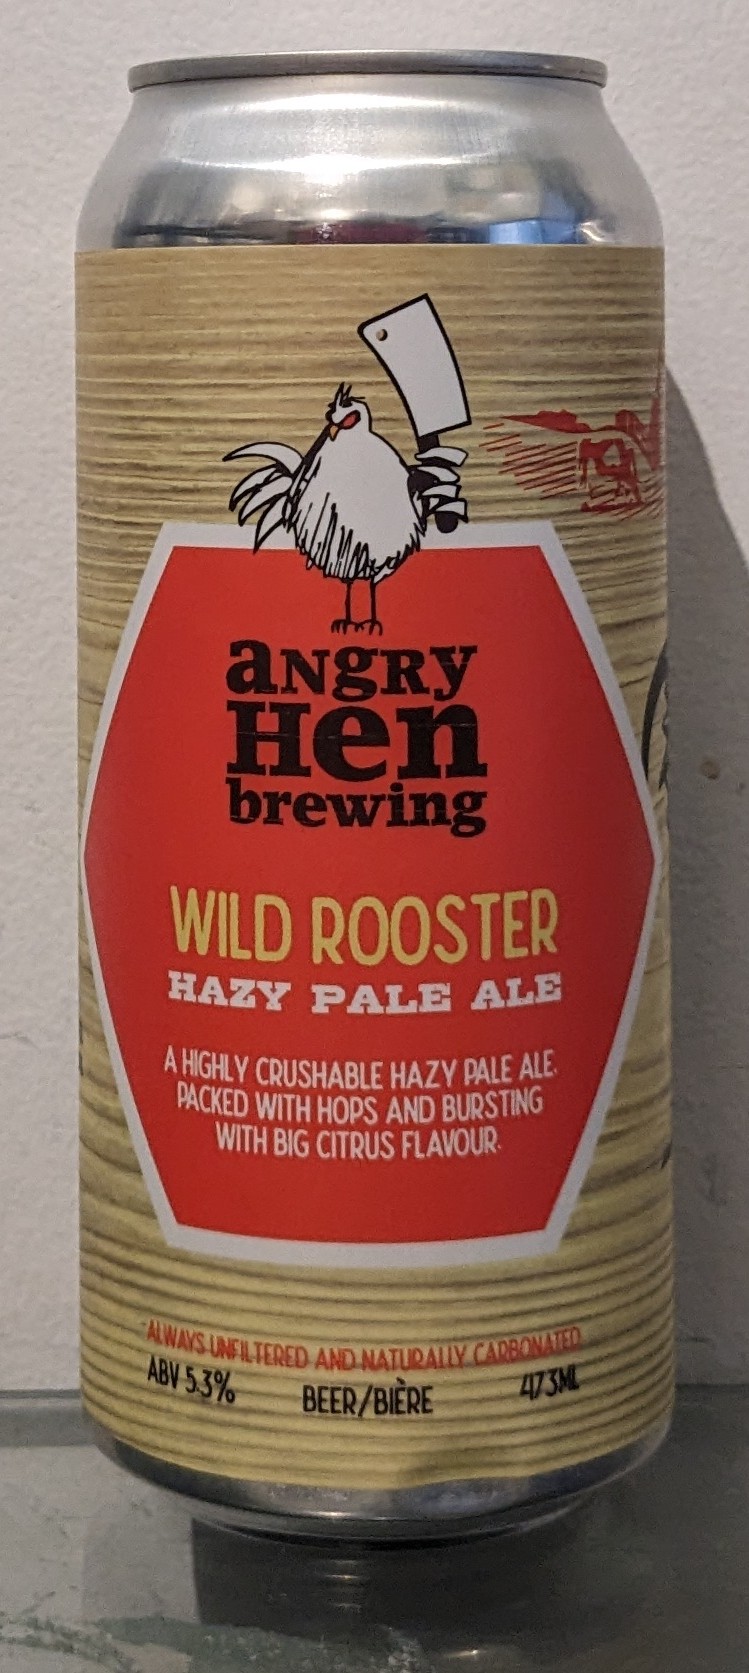 aNgRy
Hen
brewing
WILD ROOSTER
HAZY PALE ALE
A HIGHLY CRUSHABLE HAZY PALE ALE,
PACKED WITH HOPS AND BURSTING
WITH BIG CITRUS FLAVOUR.
ALWAYS UNFILTERED AND NATURALLY CARBONATED
ABV 5.3% BEER/BIÈRE 473ML